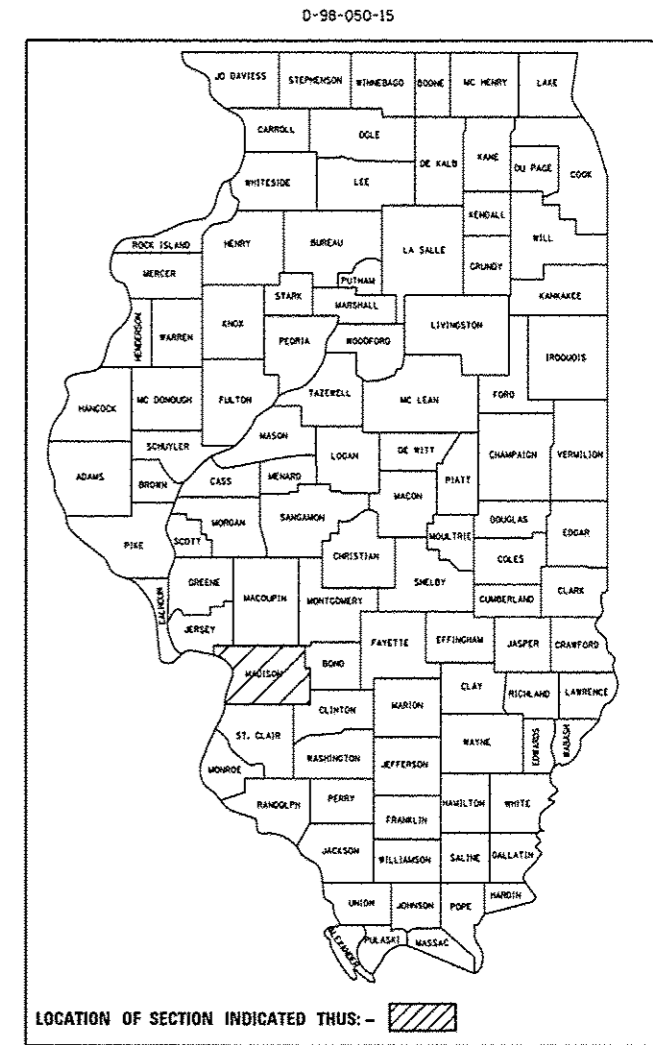 D-98-050-15
JO DAVIESS STEPHENSON WINNEBAGO BOONE MC HENRY LAKE
CARROLL OGLE DE KALB KANE DU PAGE COOK
WHITESIDE LEE KENDALL WILL
ROCK ISLAND HENRY BUREAU LA SALLE GRUNDY
MERCER STARK PUTNAM MARSHALL KANKAKEE
HENDERSON WARREN KNOX PEORIA WOODFORD LIVINGSTON IROQUOIS
HANCOCK MC DONOUGH FULTON TAZEWELL MC LEAN FORD
SCHUYLER MASON LOGAN DE WITT CHAMPAIGN VERMILION
ADAMS BROWN CASS MENARD MACON PIATT
PIKE SCOTT MORGAN SANGAMON CHRISTIAN MOULTRIE DOUGLAS EDGAR
COLES
CALHOUN GREENE MACOUPIN MONTGOMERY SHELBY CUMBERLAND CLARK
JERSEY FAYETTE EFFINGHAM JASPER CRAWFORD
MADISON BOND CLAY RICHLAND LAWRENCE
CLINTON MARION
ST. CLAIR WAYNE EDWARDS WABASH
MONROE WASHINGTON JEFFERSON
RANDOLPH PERRY HAMILTON WHITE
FRANKLIN
JACKSON WILLIAMSON SALINE GALLATIN
UNION JOHNSON POPE HARDIN
ALEXANDER PULASKI MASSAC
LOCATION OF SECTION INDICATED THUS: -